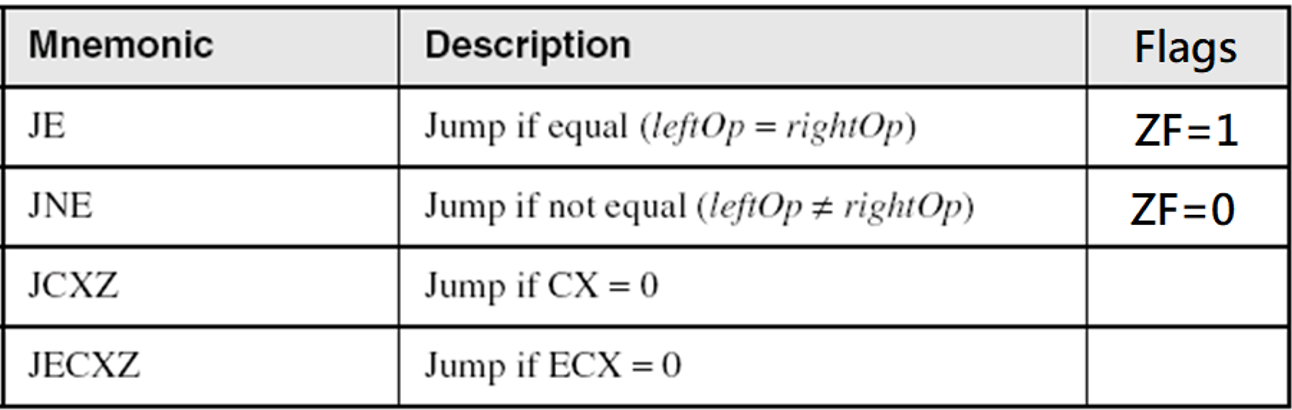 Mnemonic Description Flags
JE Jump if equal (leftOp = rightOp) ZF=1
JNE Jump if not equal (leftOp ≠ rightOp) ZF=0
JCXZ Jump if CX = 0
JECXZ Jump if ECX = 0